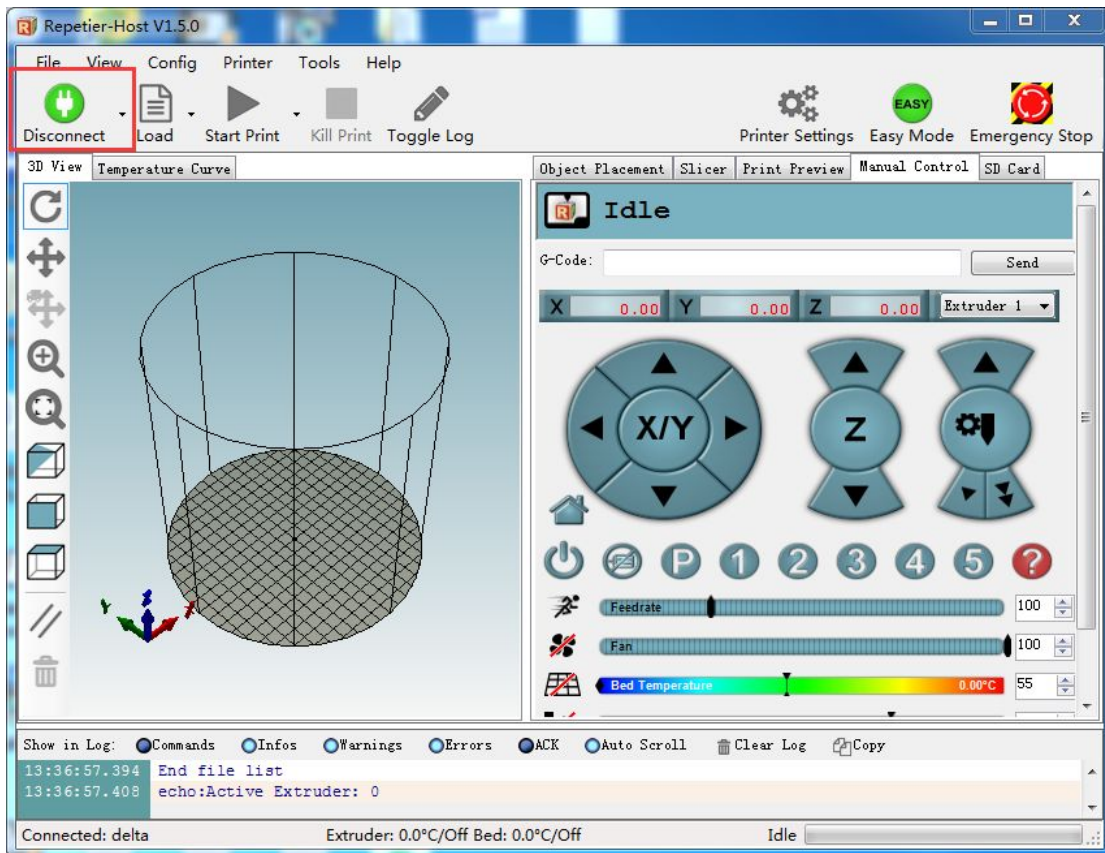 Repetier-Host V1.5.0
File View Config Printer Tools Help
Disconnect Load Start Print Kill Print Toggle Log Printer Settings EASY Easy Mode Emergency Stop
3D View Temperature Curve
Object Placement Slicer Print Preview Manual Control SD Card
R Idle
G-Code: Send
X 0.00 Y 0.00 Z 0.00 Extruder 1
X/Y Z
P 1 2 3 4 5 ?
Feedrate 100
Fan 100
Bed Temperature 0.00°C 55
Show in Log: Commands Infos Warnings Errors ACK Auto Scroll Clear Log Copy
13:36:57.394 End file list
13:36:57.408 echo:Active Extruder: 0
Connected: delta Extruder: 0.0°C/Off Bed: 0.0°C/Off Idle